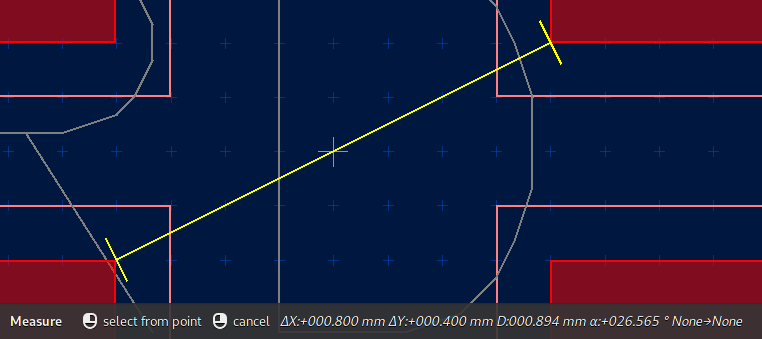 Measure select from point cancel ΔX:+000.800 mm ΔY:+000.400 mm D:000.894 mm α:+026.565 ° None→None